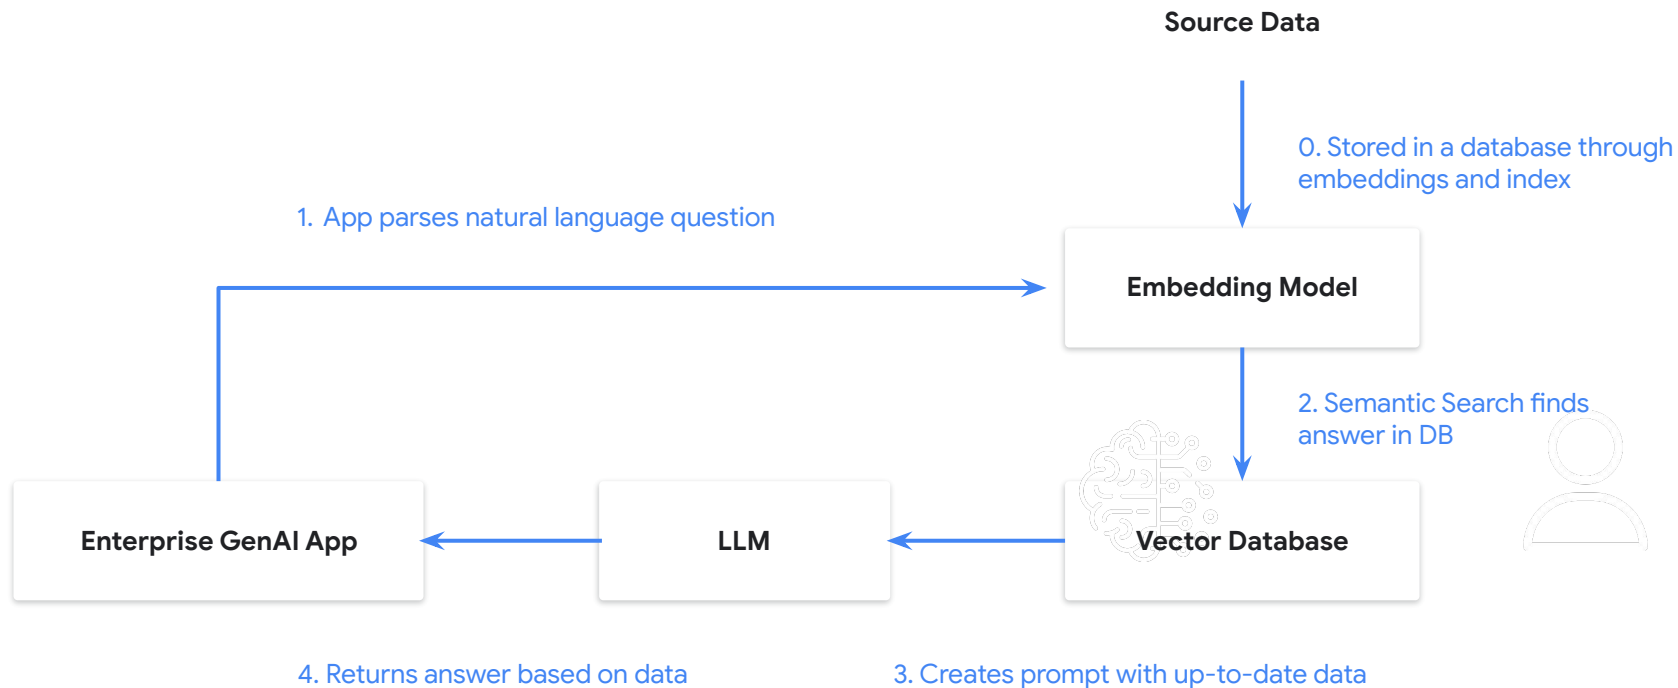 Source Data
0. Stored in a database through
embeddings and index
1. App parses natural language question
Embedding Model
2. Semantic Search finds
answer in DB
Enterprise GenAI App
LLM
Vector Database
4. Returns answer based on data
3. Creates prompt with up-to-date data